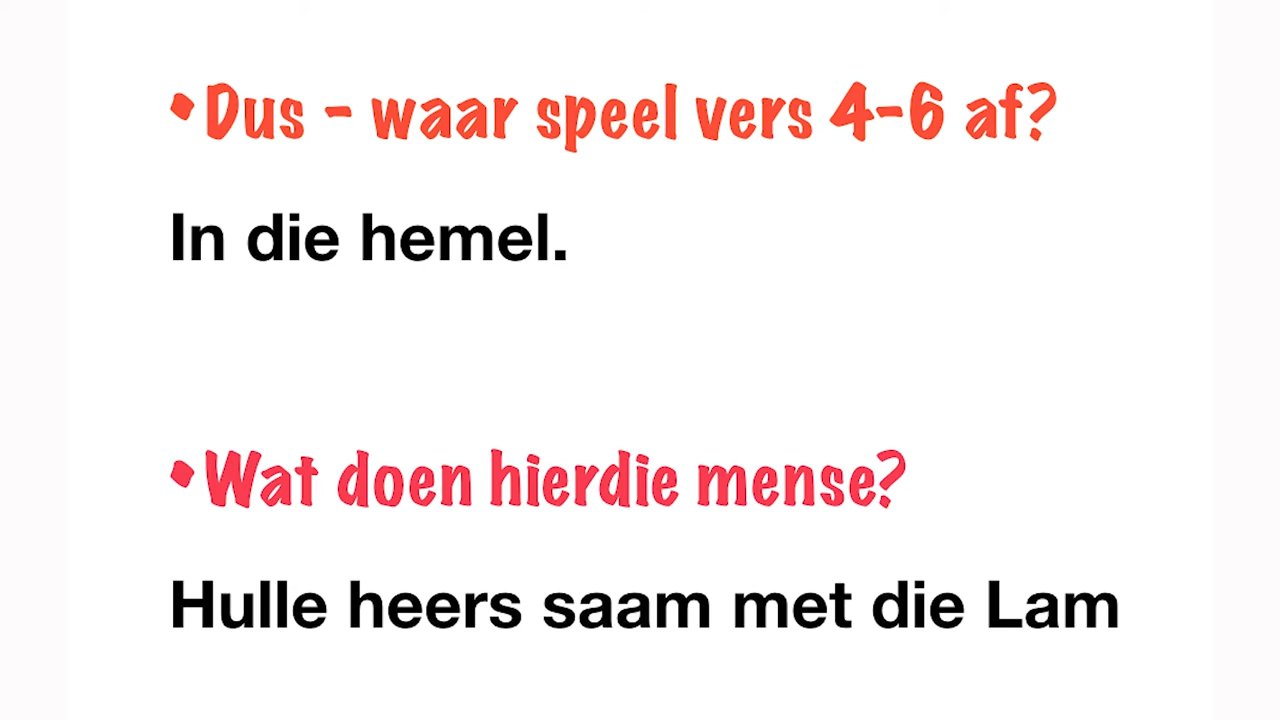 •Dus - waar speel vers 4-6 af?
In die hemel.
•Wat doen hierdie mense?
Hulle heers saam met die Lam